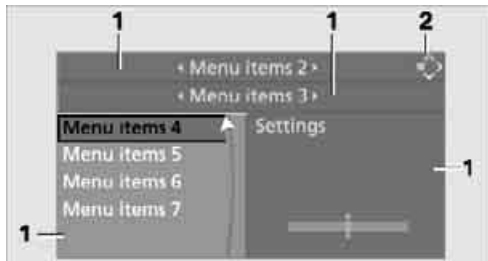 1 1 2
‹ Menu items 2 ›
‹ Menu items 3 ›
Menu items 4 Settings
Menu items 5
Menu items 6 1
Menu items 7
1